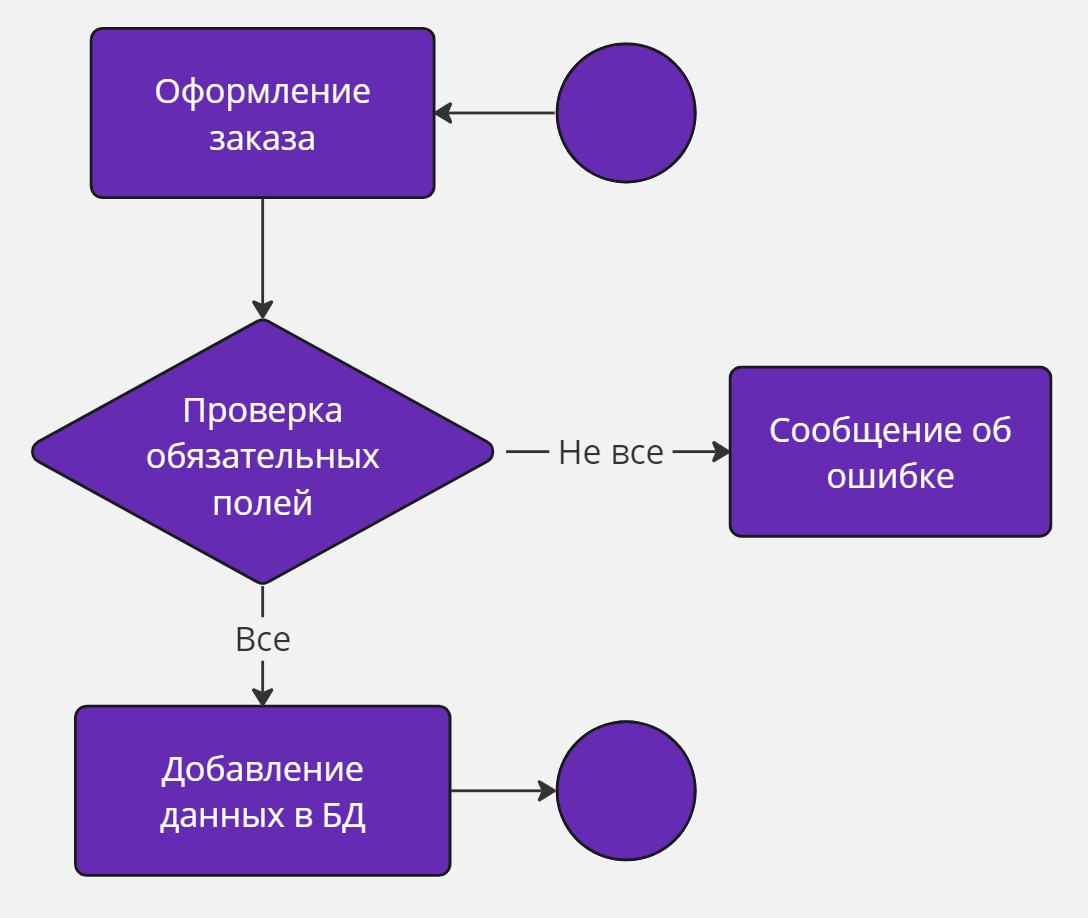 Оформление
заказа
Проверка
обязательных
полей
Не все
Сообщение об
ошибке
Все
Добавление
данных в БД